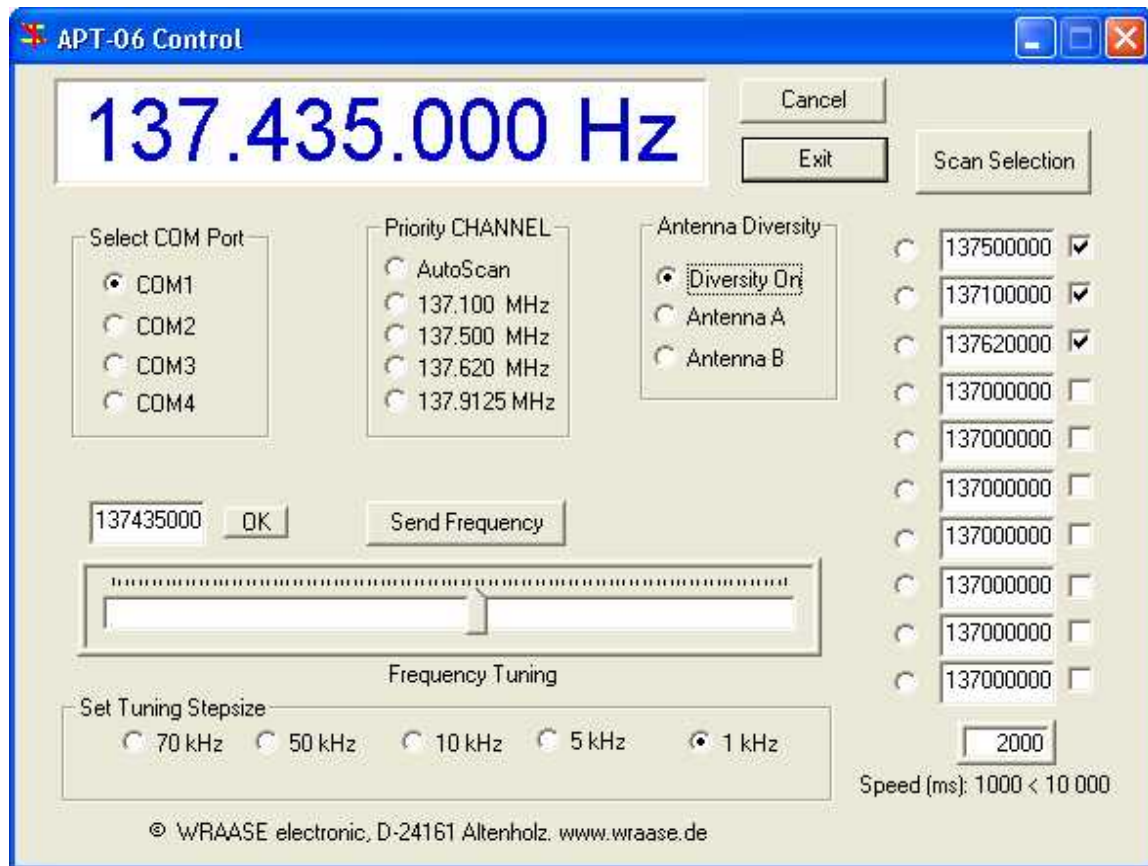 APT-06 Control
137.435.000 Hz
Cancel
Exit
Scan Selection
Select COM Port
COM1
COM2
COM3
COM4
Priority CHANNEL
AutoScan
137.100 MHz
137.500 MHz
137.620 MHz
137.9125 MHz
Antenna Diversity
Diversity On
Antenna A
Antenna B
137500000
137100000
137620000
137000000
137000000
137000000
137000000
137000000
137000000
137000000
137435000
OK
Send Frequency
Frequency Tuning
Set Tuning Stepsize
70 kHz 50 kHz 10 kHz 5 kHz 1 kHz
2000
Speed (ms): 1000 < 10 000
© WRAASE electronic, D-24161 Altenholz. www.wraase.de